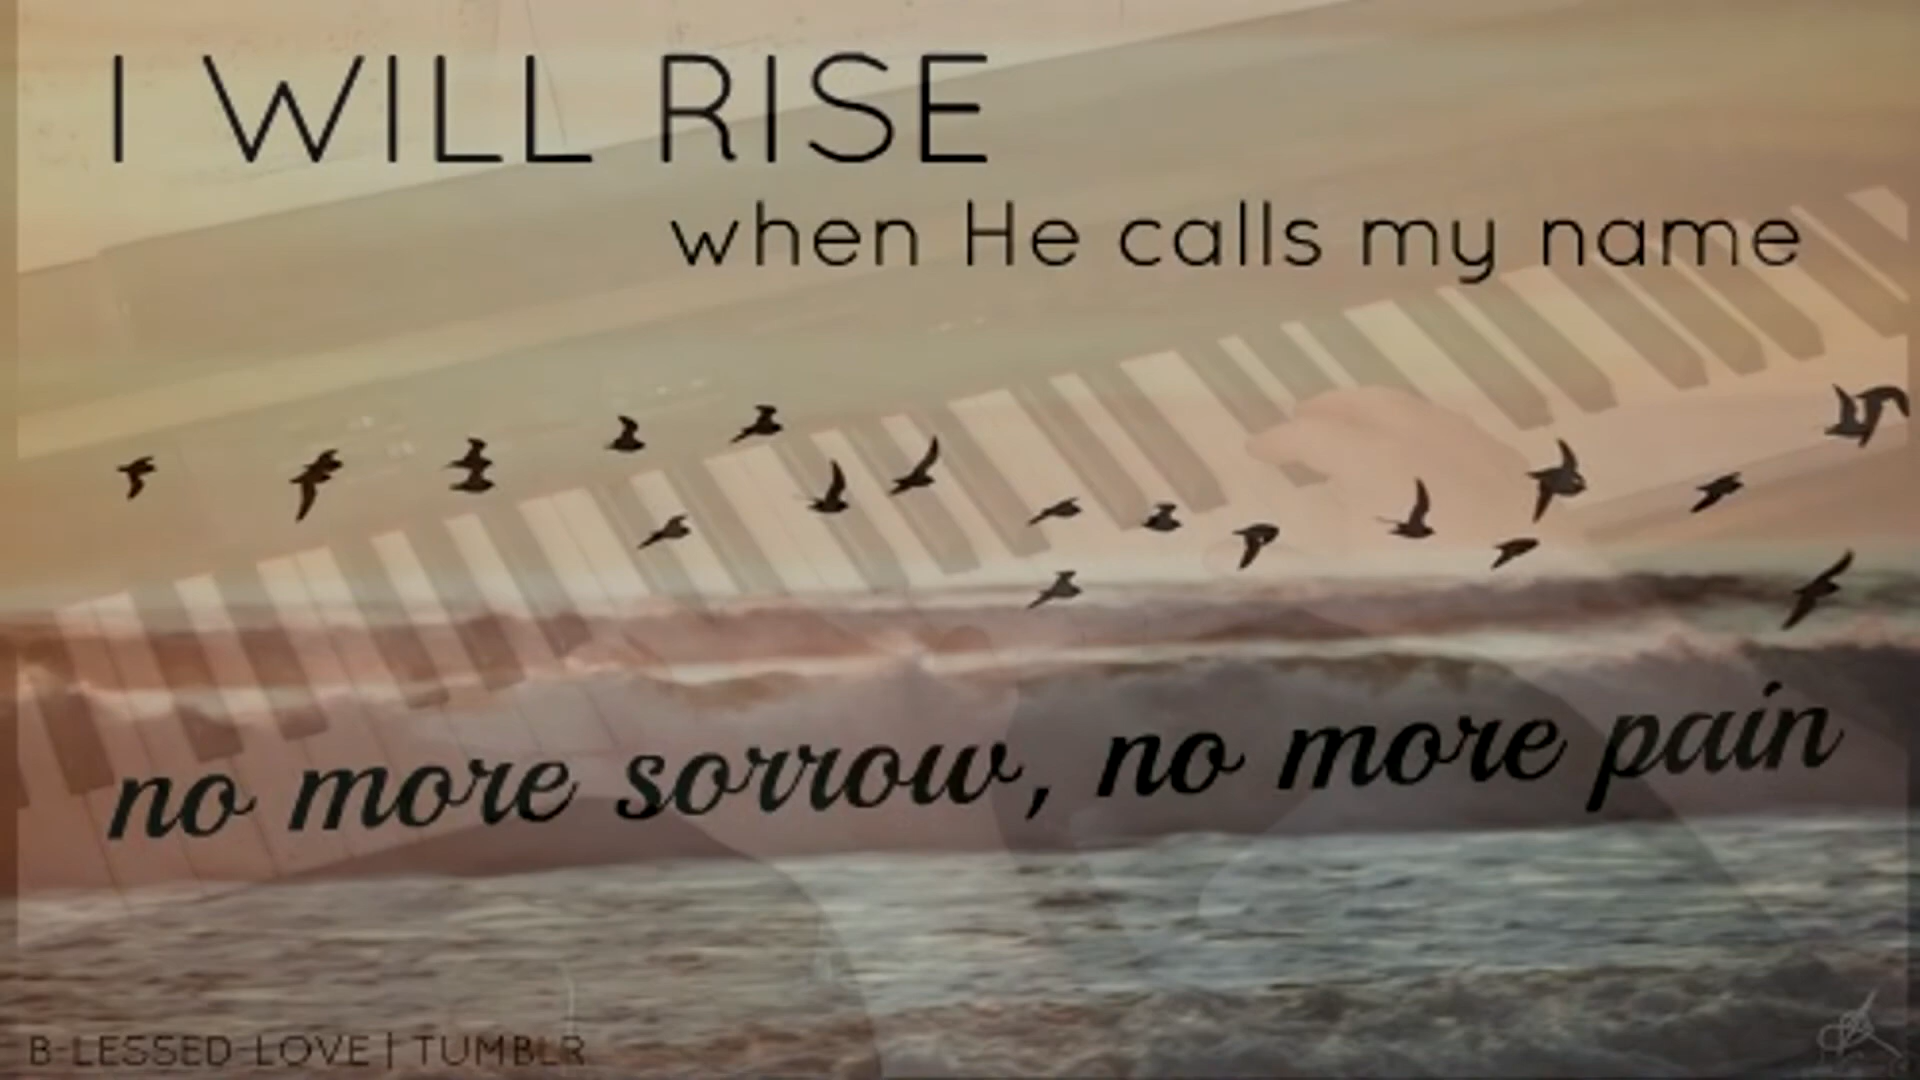 I WILL RISE
when He calls my name
no more sorrow, no more pain
B-LESSED-LOVE | TUMBLR